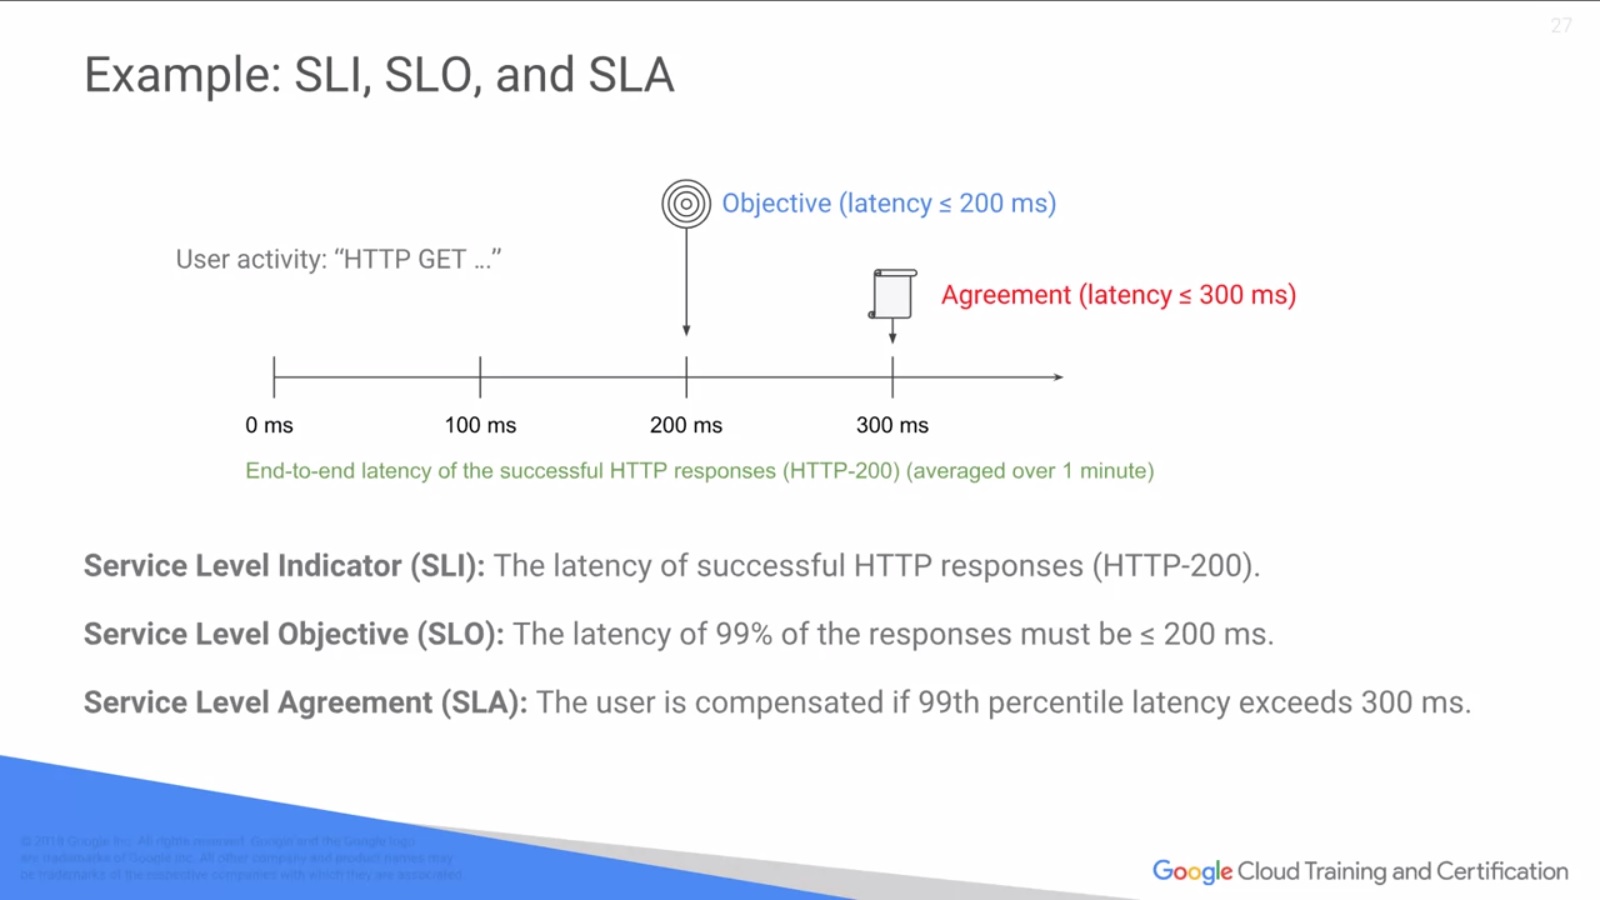 27
Example: SLI, SLO, and SLA
Objective (latency ≤ 200 ms)
User activity: “HTTP GET ...”
Agreement (latency ≤ 300 ms)
0 ms
100 ms
200 ms
300 ms
End-to-end latency of the successful HTTP responses (HTTP-200) (averaged over 1 minute)
Service Level Indicator (SLI): The latency of successful HTTP responses (HTTP-200).
Service Level Objective (SLO): The latency of 99% of the responses must be ≤ 200 ms.
Service Level Agreement (SLA): The user is compensated if 99th percentile latency exceeds 300 ms.
Google Inc. All rights reserved. Google and the Google logo
are trademarks of Google Inc. All other company and product names may
be trademarks of the respective companies with which they are associated.
Google Cloud Training and Certification